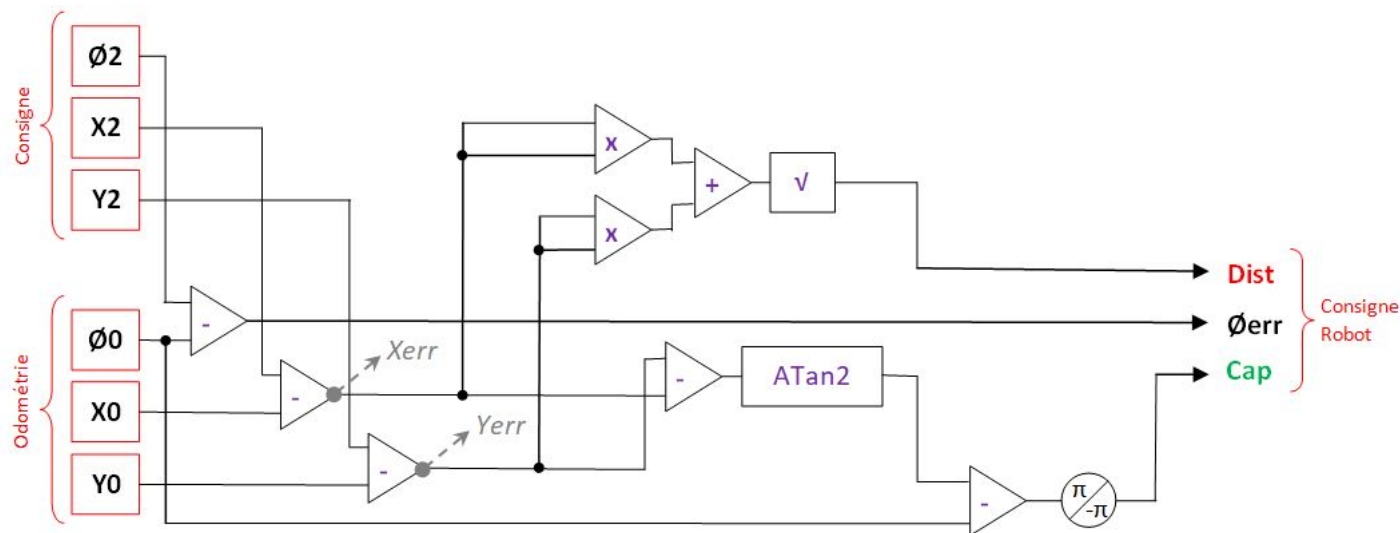 Consigne
Ø2
X2
Y2
x
x
+
√
Odométrie
Ø0
X0
Y0
-
-
-
Xerr
Yerr
-
ATan2
-
π
-π
Dist
Øerr
Cap
Consigne
Robot